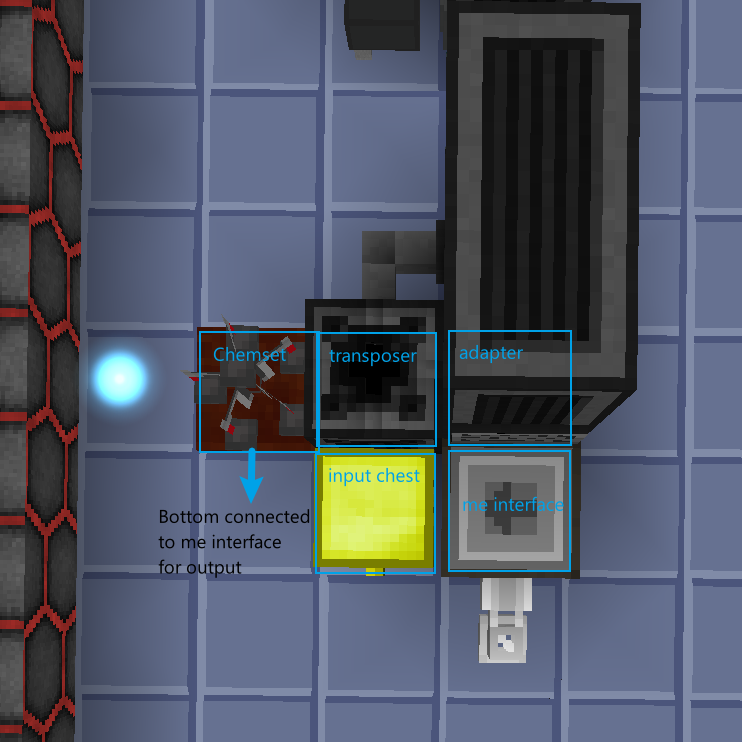 Chemset
transposer
adapter
input chest
me interface
Bottom connected
to me interface
for output